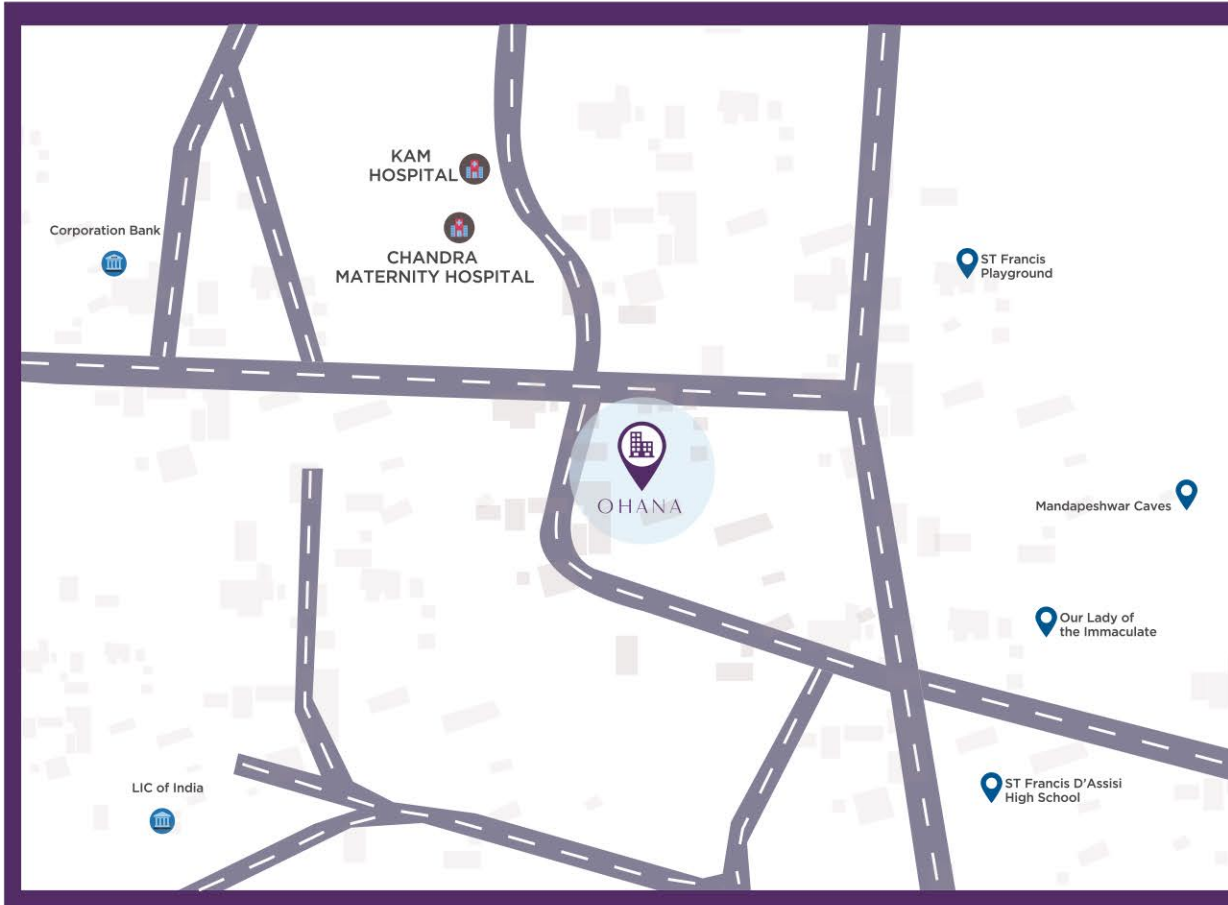 KAM
HOSPITAL
Corporation Bank
CHANDRA
MATERNITY HOSPITAL
ST Francis
Playground
OHANA
Mandapeshwar Caves
Our Lady of
the Immaculate
LIC of India
ST Francis D'Assisi
High School